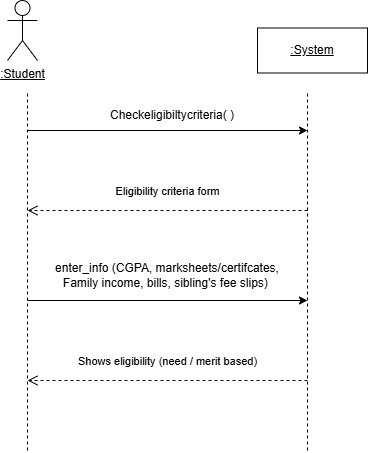 :Student
:System
Checkeligibiltycriteria( )
Eligibility criteria form
enter_info (CGPA, marksheets/certifcates,
Family income, bills, sibling's fee slips)
Shows eligibility (need / merit based)